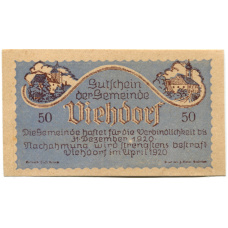 Gutschein
der Gemeinde
Viehdorf
50 50
Die Gemeinde haftet für die Verbindlichkeit bis
31. Dezember 1920.
Nachahmung wird strengstens bestraft
Viehdorf im April 1920